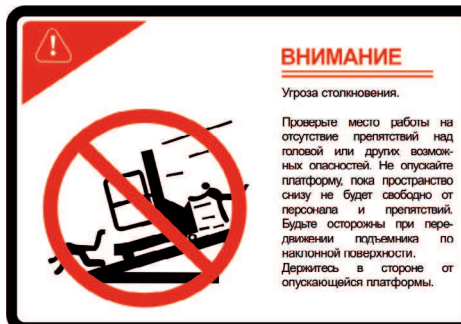 ВНИМАНИЕ
Угроза столкновения.
Проверьте место работы на
отсутствие препятствий над
головой или других возмож-
ных опасностей. Не опускайте
платформу, пока пространство
снизу не будет свободно от
персонала и препятствий.
Будьте осторожны при пере-
движении подъемника по
наклонной поверхности.
Держитесь в стороне от
опускающейся платформы.